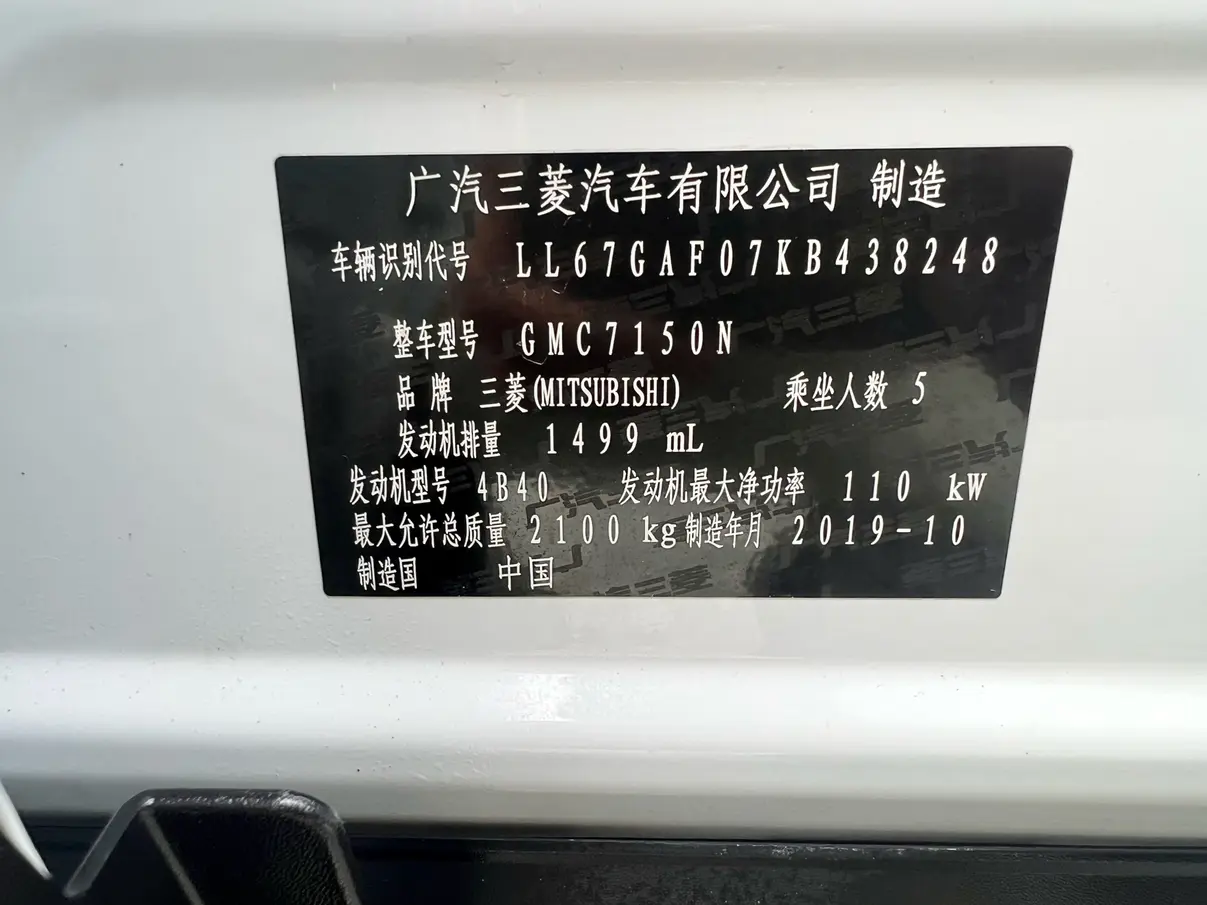 广汽三菱汽车有限公司 制造
车辆识别代号 LL67GAF07KB438248
整车型号 GMC7150N
品牌 三菱(MITSUBISHI) 乘坐人数 5
发动机排量 1499 mL
发动机型号 4B40 发动机最大净功率 110 kW
最大允许总质量 2100 kg 制造年月 2019-10
制造国 中国